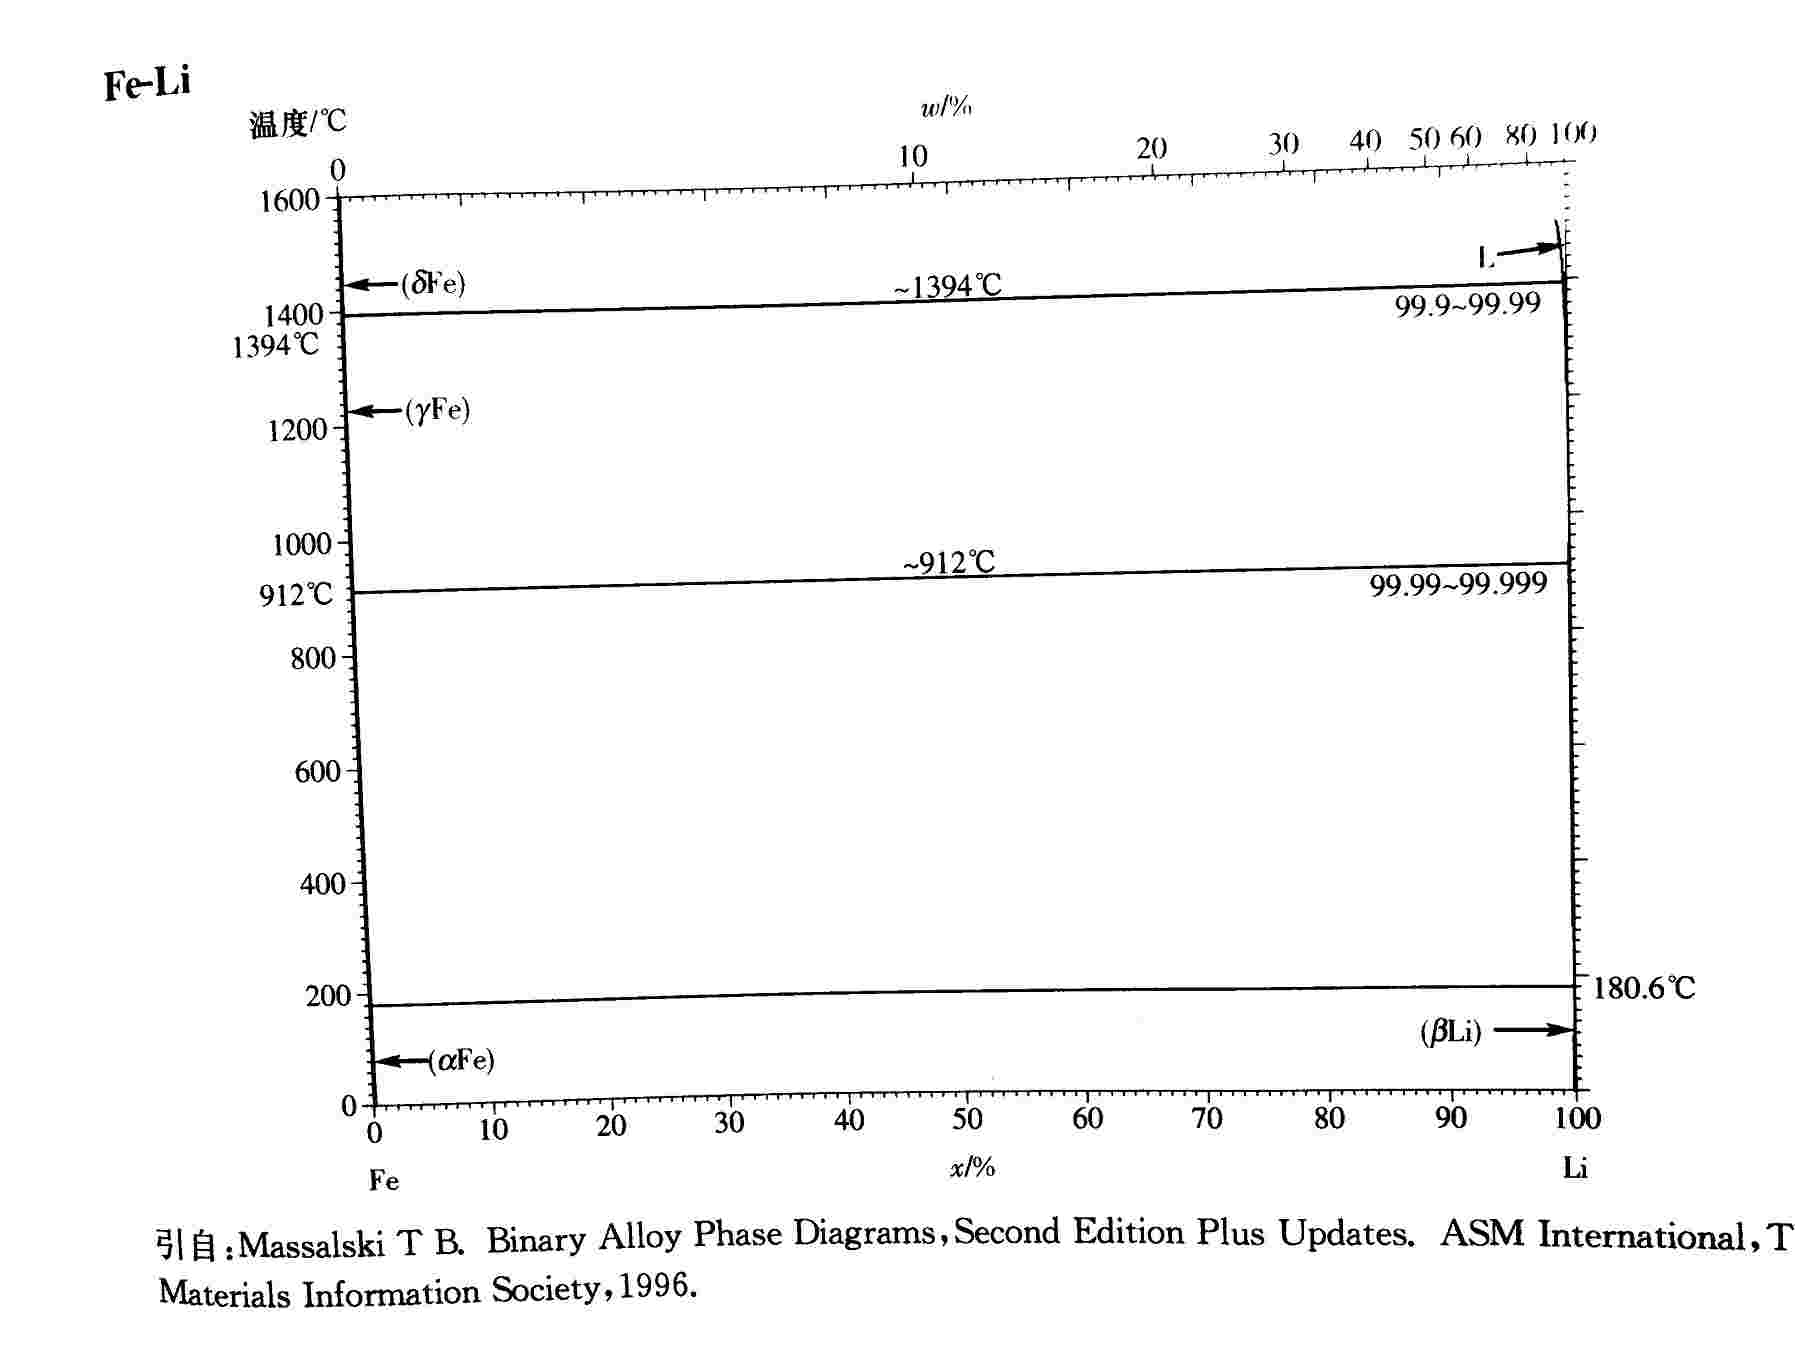 Fe-Li
温度/℃
w/%
0 10 20 30 40 50 60 80 100
1600
L
(δFe)
~1394℃
1400
99.9~99.99
1394℃
(γFe)
1200
1000
~912℃
912℃
99.99~99.999
800
600
400
200
180.6℃
(βLi)
(αFe)
0
0 10 20 30 40 50 60 70 80 90 100
Fe x/% Li
引自:Massalski T B. Binary Alloy Phase Diagrams,Second Edition Plus Updates. ASM International,T
Materials Information Society,1996.